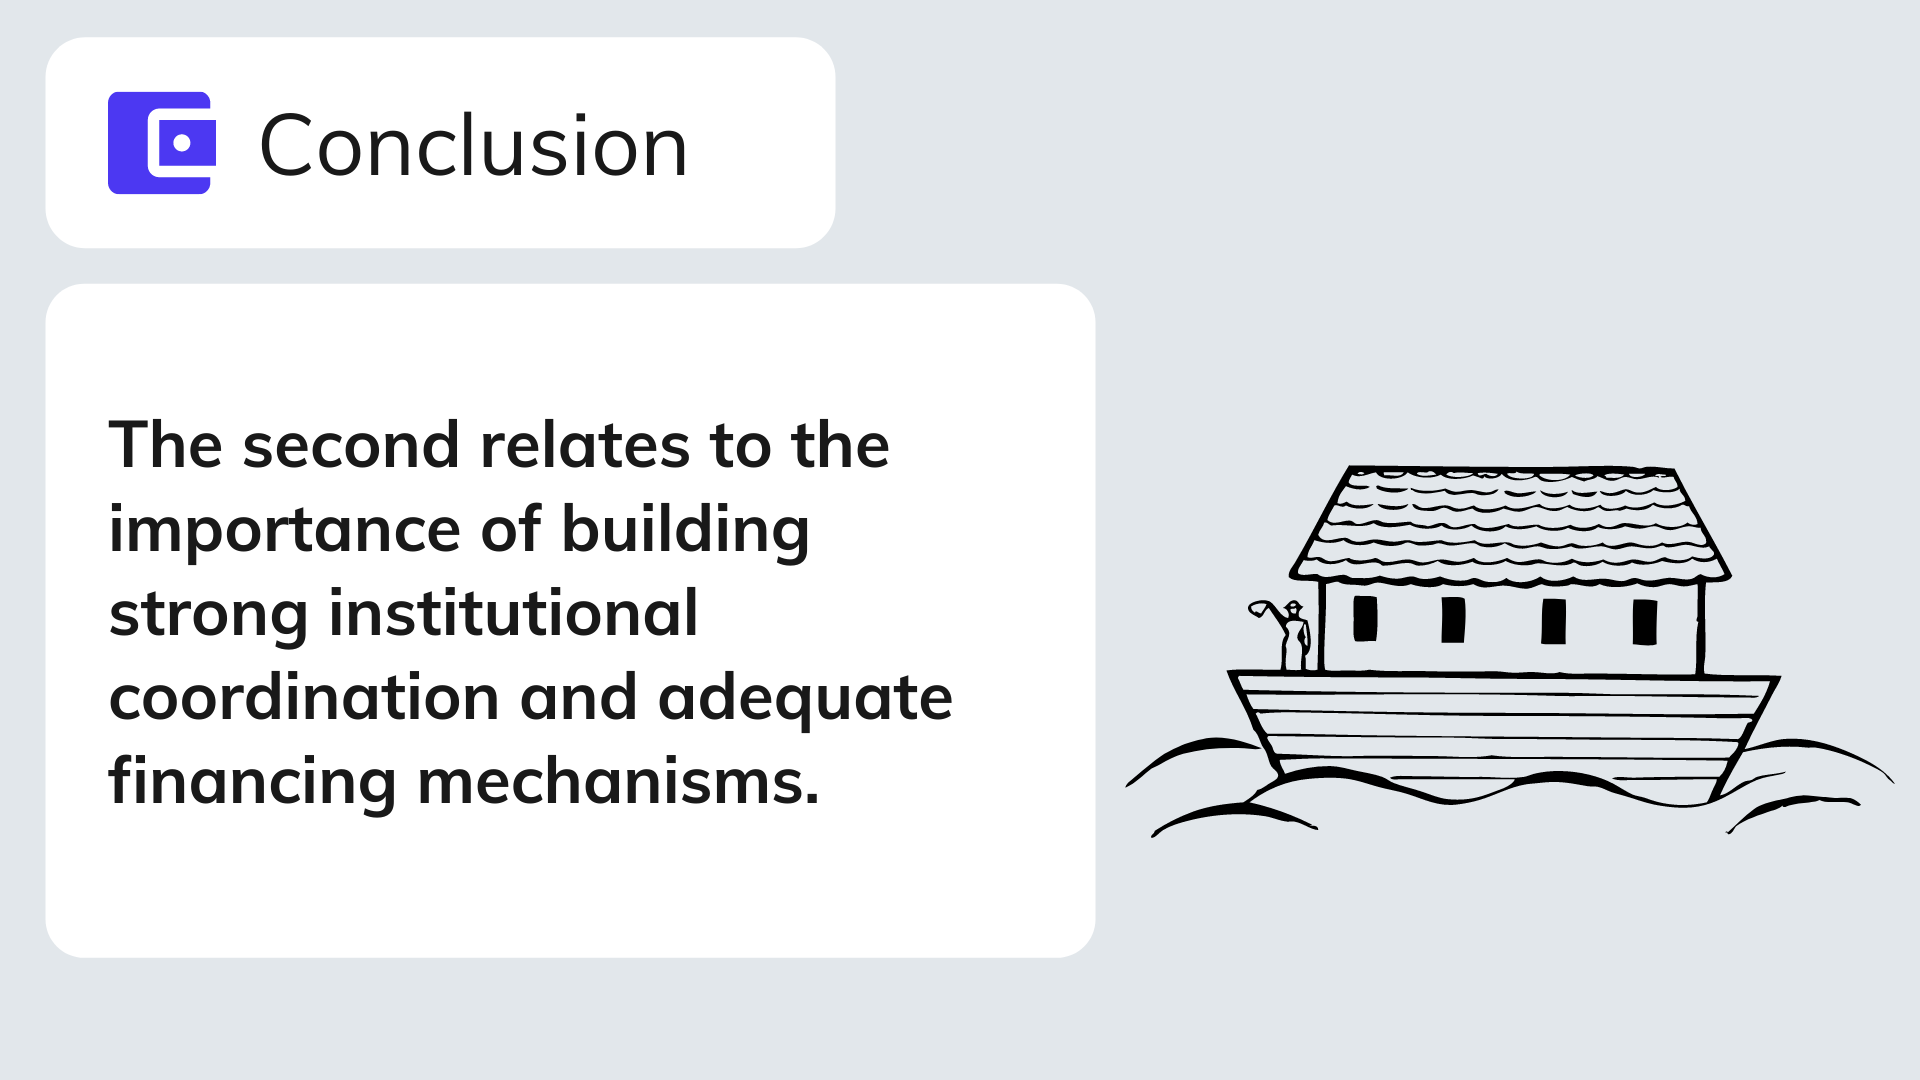 Conclusion
The second relates to the
importance of building
strong institutional
coordination and adequate
financing mechanisms.